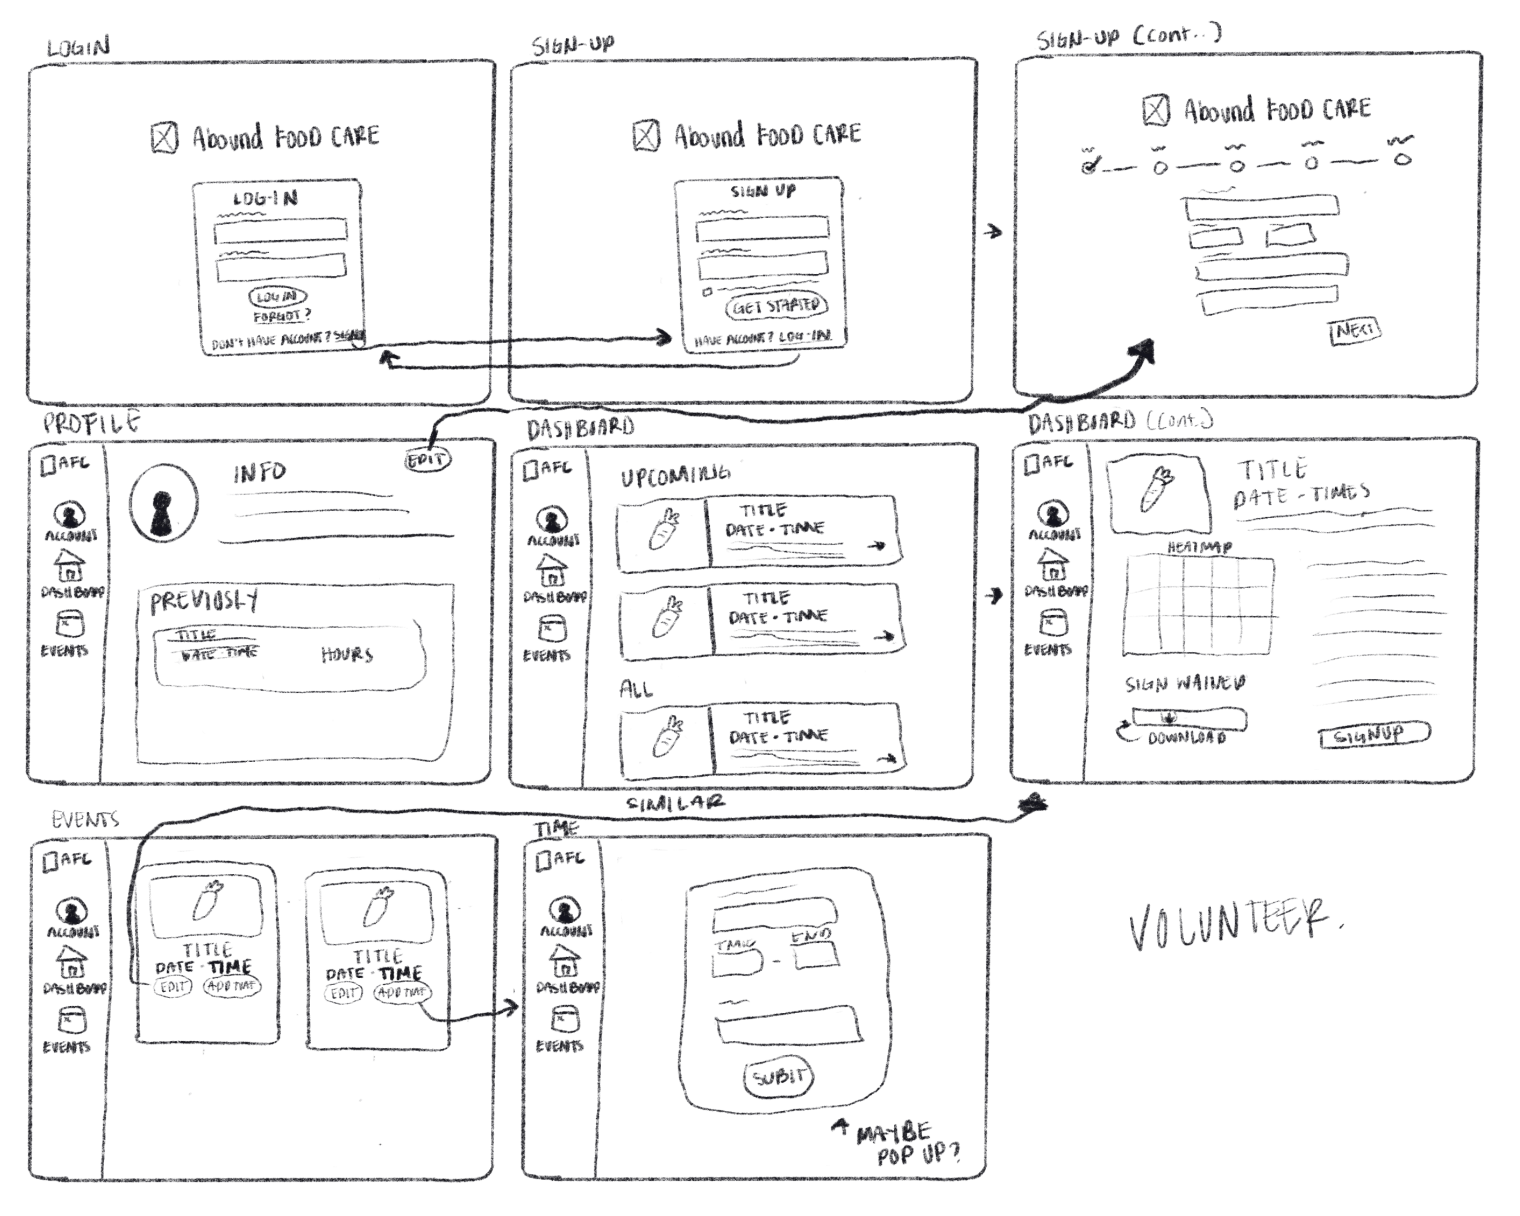 LOGIN
Abound FOOD CARE
LOG-IN
LOG IN
FORGOT?
DON'T HAVE ACCOUNT? SIGNUP
SIGN-UP
Abound FOOD CARE
SIGN UP
GET STARTED
HAVE ACCOUNT? LOG-IN.
SIGN-UP (Cont..)
Abound FOOD CARE
NEXT
PROFILE
AFC
ACCOUNT
DASHBOARD
EVENTS
INFO
EDIT
PREVIOSLY
TITLE
DATE TIME
HOURS
DASHBOARD
AFC
ACCOUNT
DASHBOARD
EVENTS
UPCOMING
TITLE
DATE · TIME
TITLE
DATE · TIME
ALL
TITLE
DATE · TIME
DASHBOARD (Cont.)
AFC
ACCOUNT
DASHBOARD
EVENTS
TITLE
DATE - TIMES
HEATMAP
SIGN WAIVER
DOWNLOAD
SIGNUP
SIMILAR
EVENTS
AFC
ACCOUNT
DASHBOARD
EVENTS
TITLE
DATE · TIME
EDIT
TITLE
DATE · TIME
EDIT
TIME
AFC
ACCOUNT
DASHBOARD
EVENTS
END
SUBIT
MAYBE
POP UP?
VOLUNTEER.